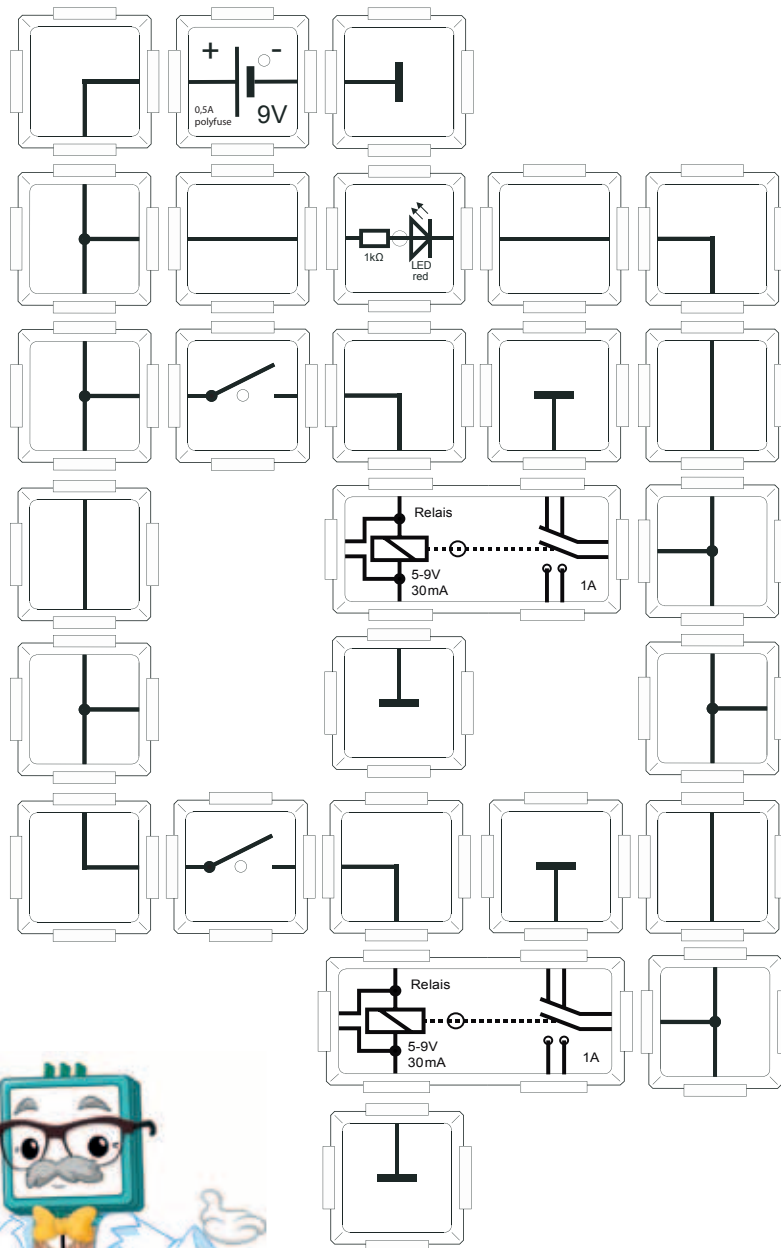 + -
0,5A
polyfuse
9V
1kΩ
LED
red
Relais
5-9V
30mA
1A
Relais
5-9V
30mA
1A